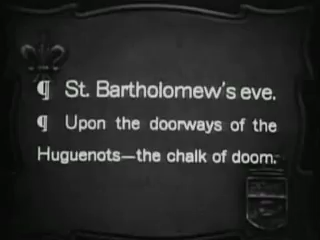 ¶ St. Bartholomew's eve.
¶ Upon the doorways of the
Huguenots—the chalk of doom.